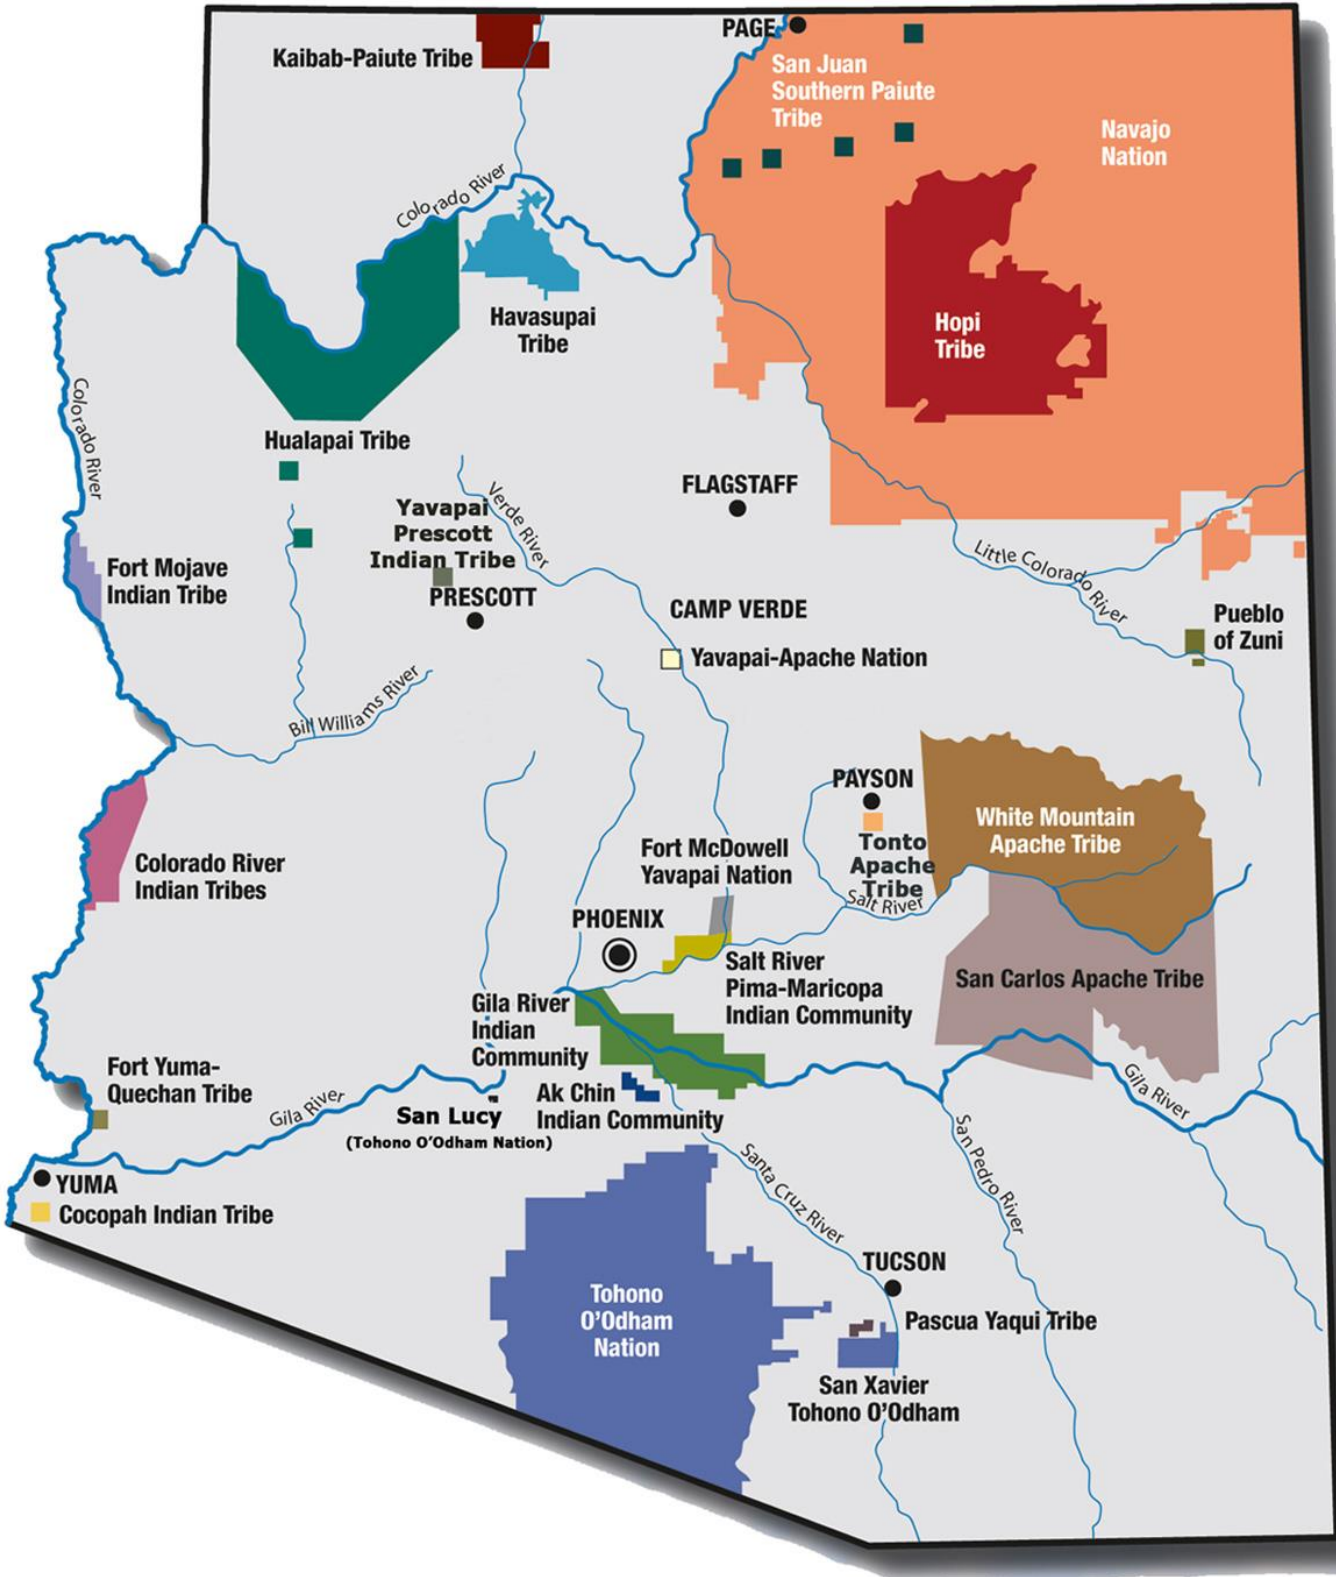 PAGE
Kaibab-Paiute Tribe
San Juan
Southern Paiute
Tribe
Navajo
Nation
Colorado River
Havasupai
Tribe
Hopi
Tribe
Colorado River
Hualapai Tribe
FLAGSTAFF
Verde River
Yavapai
Prescott
Indian Tribe
PRESCOTT
Fort Mojave
Indian Tribe
Little Colorado River
CAMP VERDE
Yavapai-Apache Nation
Pueblo
of Zuni
Bill Williams River
PAYSON
Tonto
Apache
Tribe
White Mountain
Apache Tribe
Fort McDowell
Yavapai Nation
Colorado River
Indian Tribes
Salt River
PHOENIX
Salt River
Pima-Maricopa
Indian Community
San Carlos Apache Tribe
Gila River
Indian
Community
Fort Yuma-
Quechan Tribe
Gila River
Ak Chin
Indian Community
Gila River
San Lucy
(Tohono O'Odham Nation)
San Pedro River
Santa Cruz River
YUMA
Cocopah Indian Tribe
TUCSON
Tohono
O'Odham
Nation
Pascua Yaqui Tribe
San Xavier
Tohono O'Odham